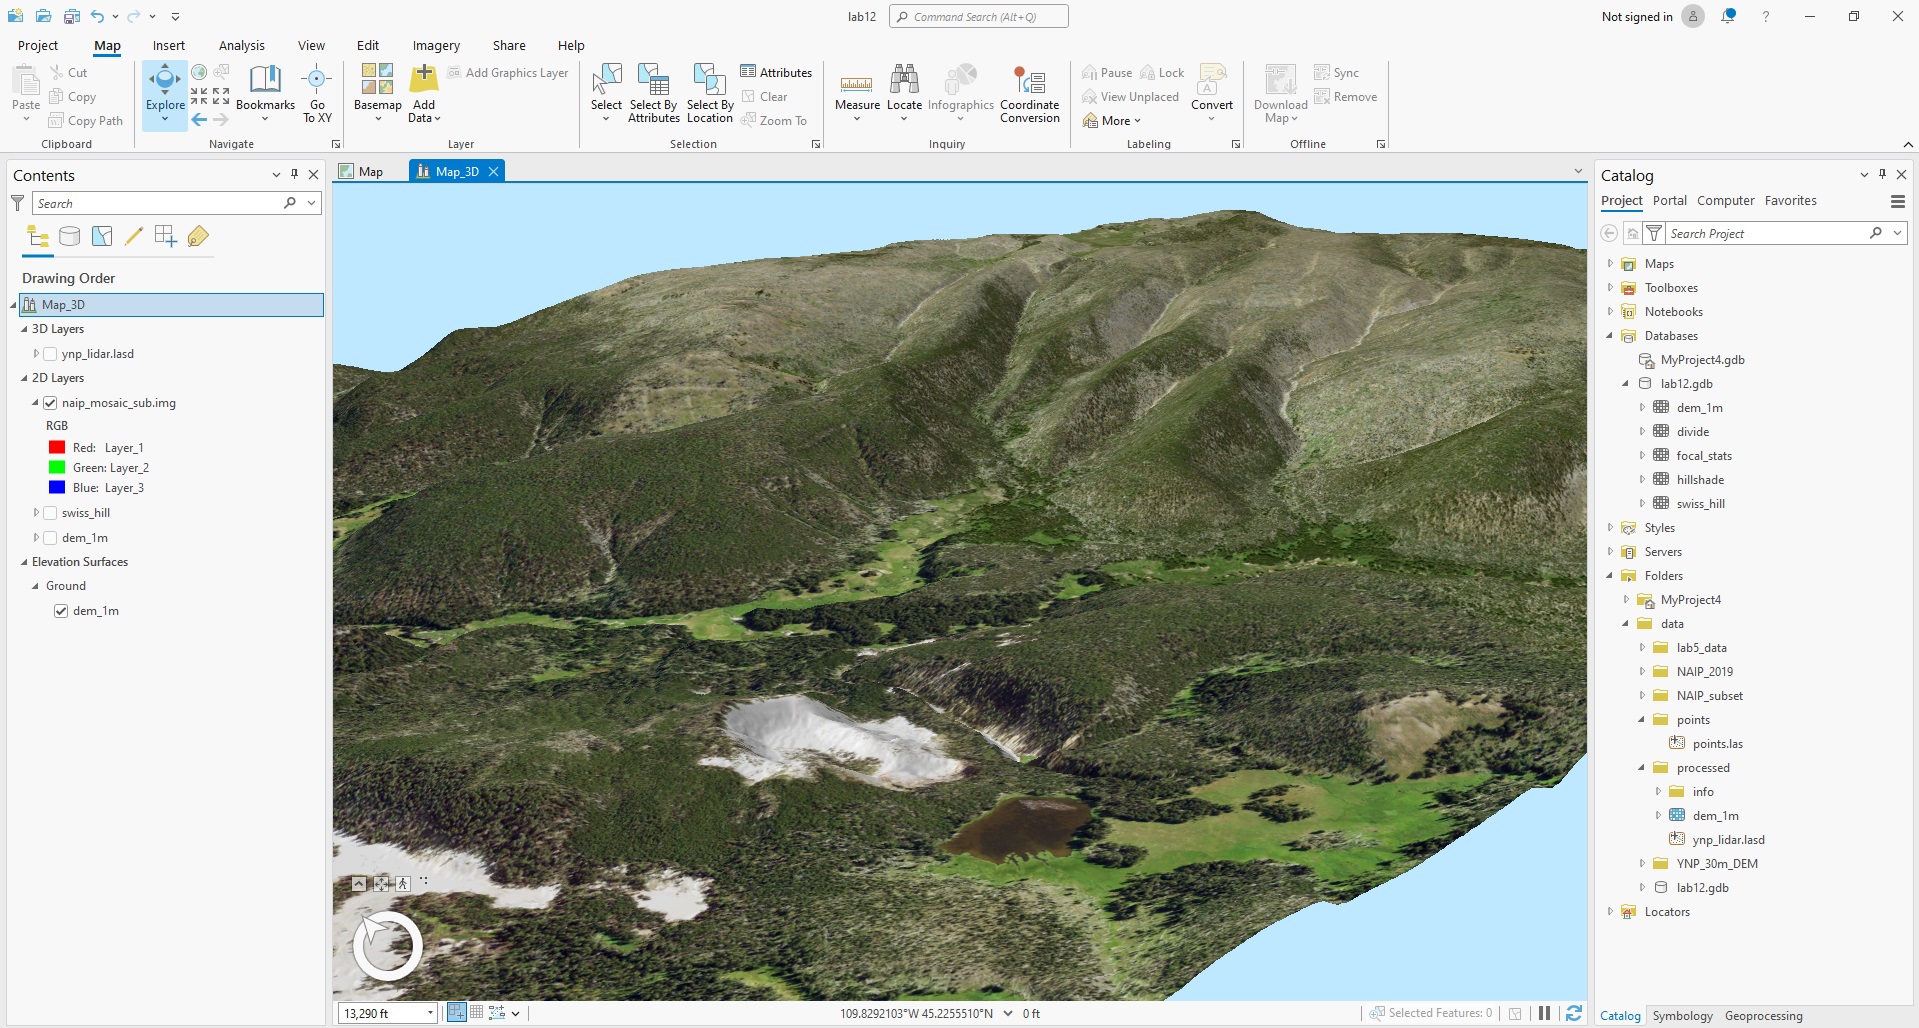 lab12
Command Search (Alt+Q)
Not signed in
?
Project
Map
Insert
Analysis
View
Edit
Imagery
Share
Help
Paste
Cut
Copy
Copy Path
Clipboard
Explore
Bookmarks
Go
To XY
Navigate
Basemap
Add
Data
Add Graphics Layer
Layer
Select
Select By
Attributes
Select By
Location
Attributes
Clear
Zoom To
Selection
Measure
Locate
Infographics
Coordinate
Conversion
Inquiry
Pause
Lock
View Unplaced
More
Convert
Labeling
Download
Map
Sync
Remove
Offline
Contents
Search
Drawing Order
Map_3D
3D Layers
ynp_lidar.lasd
2D Layers
naip_mosaic_sub.img
RGB
Red: Layer_1
Green: Layer_2
Blue: Layer_3
swiss_hill
dem_1m
Elevation Surfaces
Ground
dem_1m
Map
Map_3D
13,290 ft
109.8292103°W 45.2255510°N
0 ft
Selected Features: 0
Catalog
Project
Portal
Computer
Favorites
Search Project
Maps
Toolboxes
Notebooks
Databases
MyProject4.gdb
lab12.gdb
dem_1m
divide
focal_stats
hillshade
swiss_hill
Styles
Servers
Folders
MyProject4
data
lab5_data
NAIP_2019
NAIP_subset
points
points.las
processed
info
dem_1m
ynp_lidar.lasd
YNP_30m_DEM
lab12.gdb
Locators
Catalog
Symbology
Geoprocessing